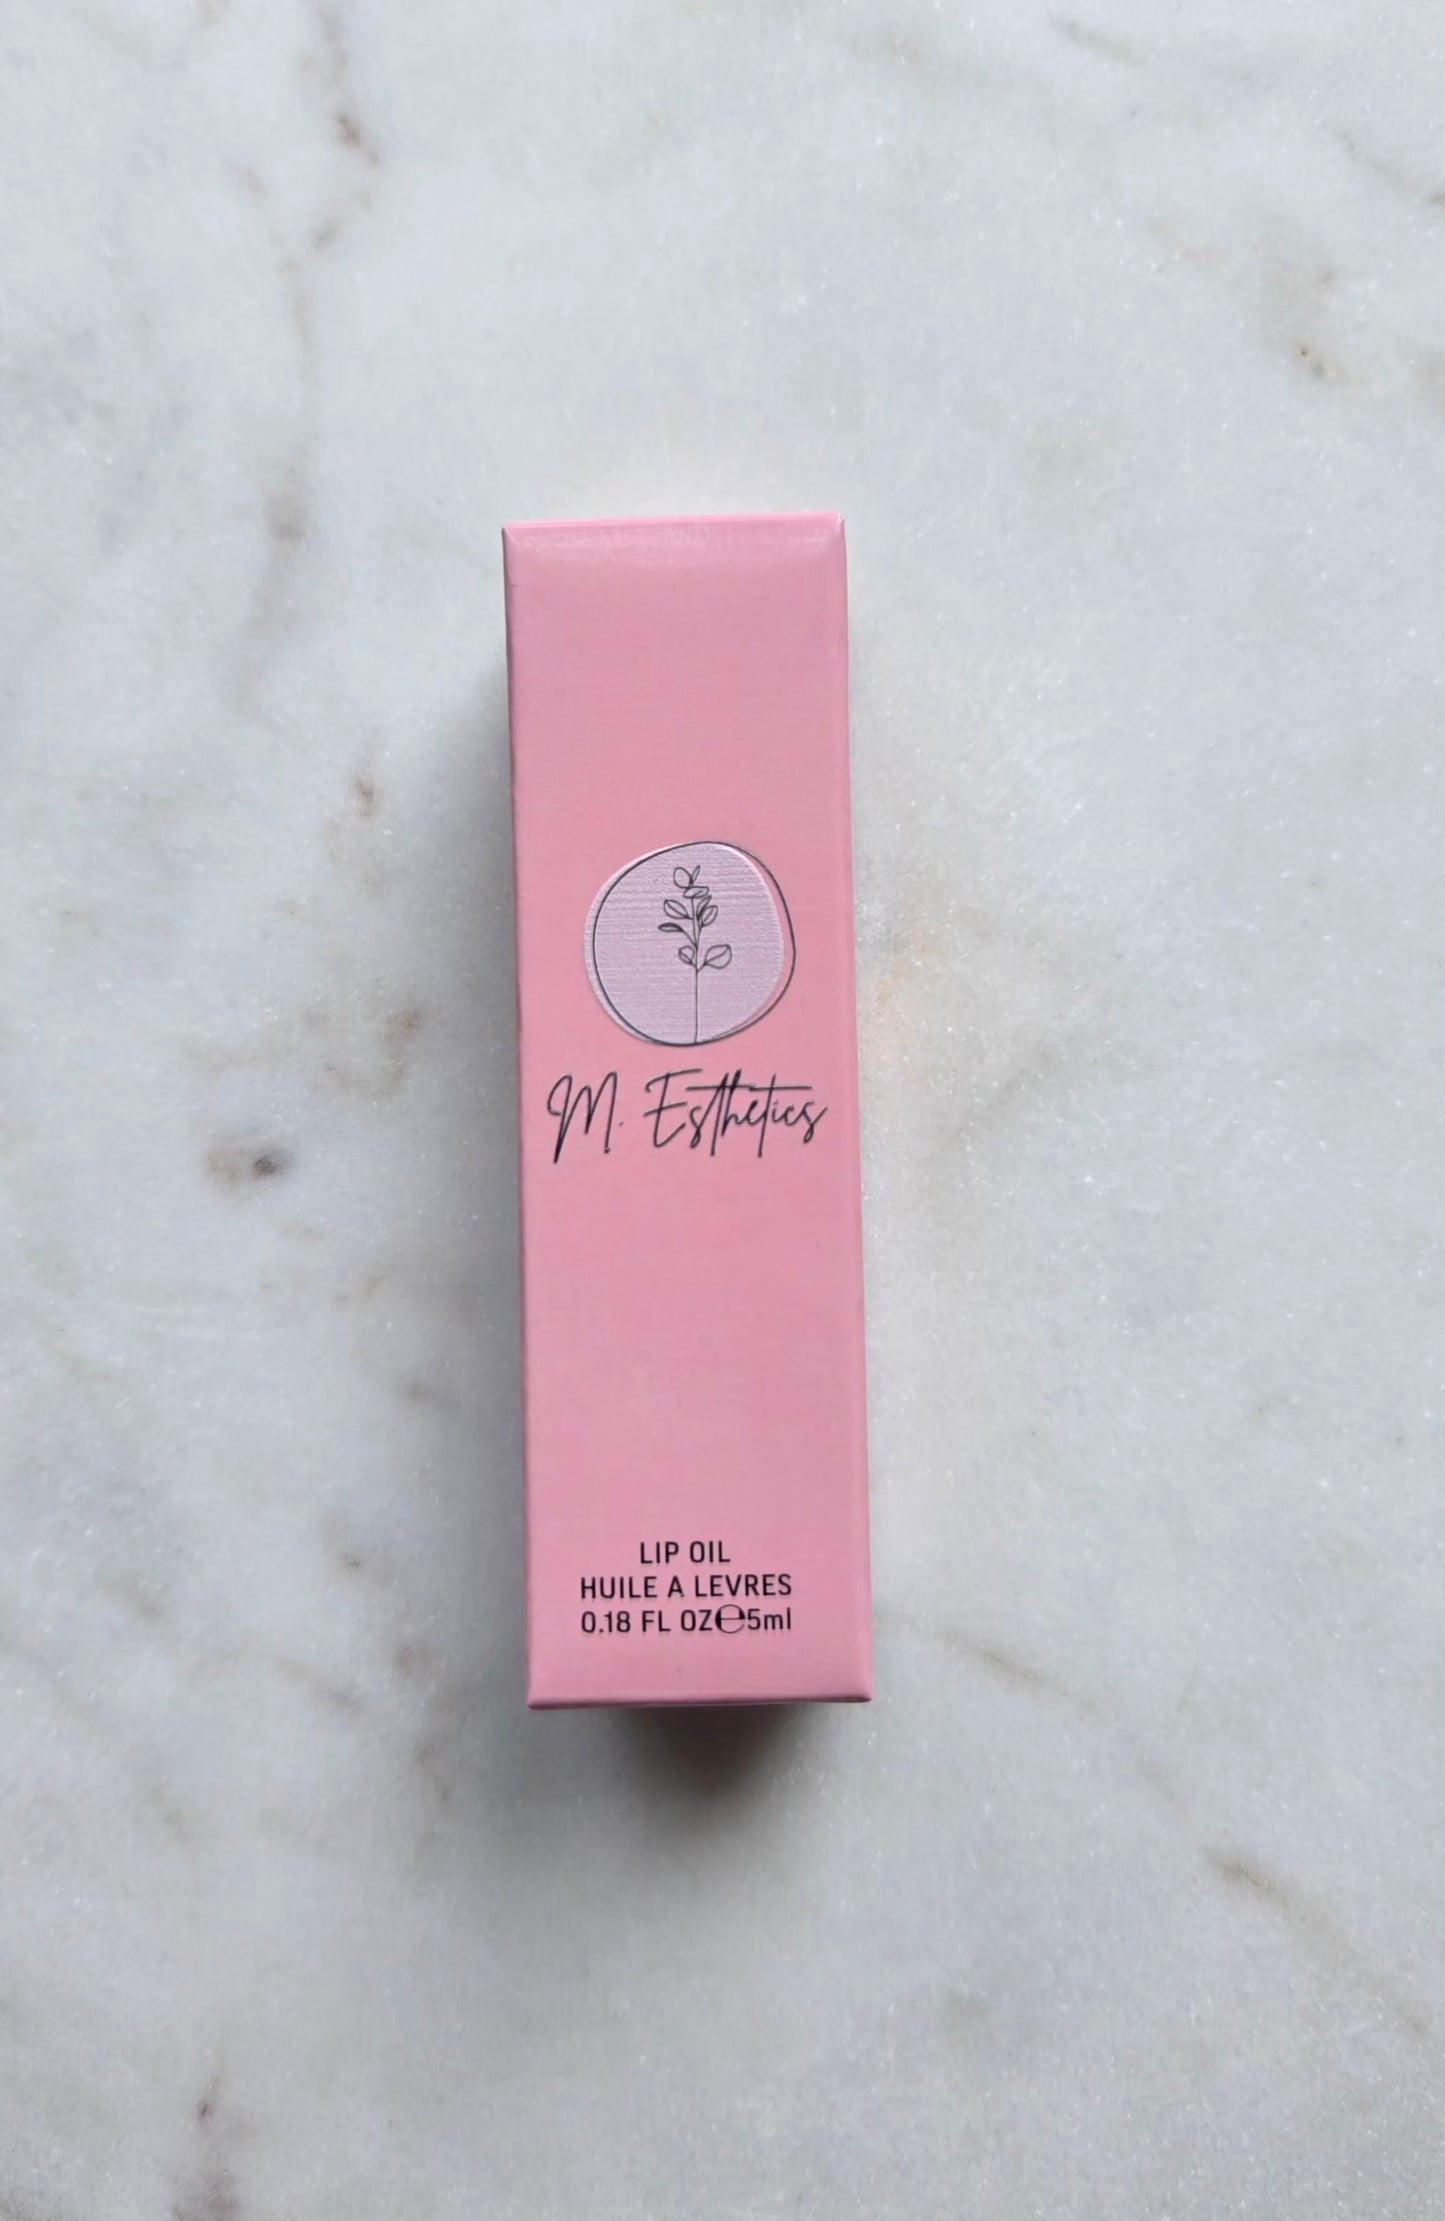 M. Esthetics
LIP OIL
HUILE A LEVRES
0.18 FL OZ℮5ml